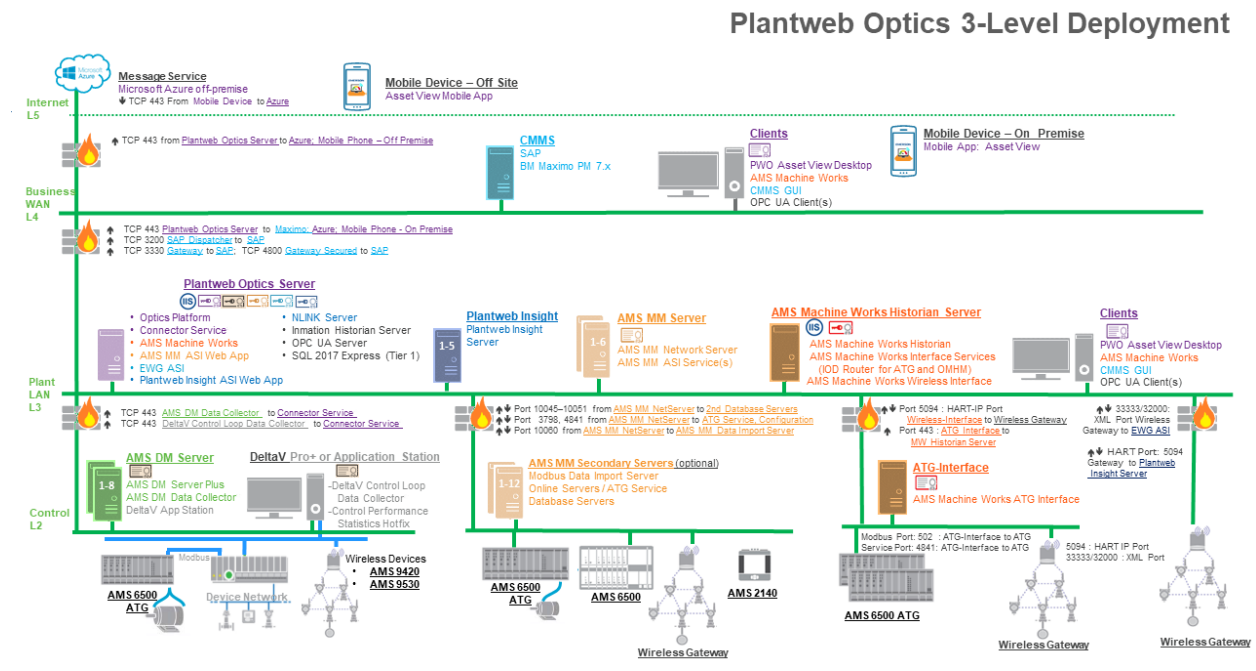 Plantweb Optics 3-Level Deployment
Microsoft
Azure
Message Service
Microsoft Azure off-premise
TCP 443 From Mobile Device to Azure
Mobile Device – Off Site
Asset View Mobile App
Internet
L5
TCP 443 from Plantweb Optics Server to Azure; Mobile Phone – Off Premise
CMMS
SAP
BM Maximo PM 7.x
Clients
PWO Asset View Desktop
AMS Machine Works
CMMS GUI
OPC UA Client(s)
Mobile Device – On Premise
Mobile App: Asset View
Business
WAN
L4
TCP 443 Plantweb Optics Server to Maximo; Azure; Mobile Phone - On Premise
TCP 3200 SAP Dispatcher to SAP
TCP 3330 Gateway to SAP; TCP 4800 Gateway Secured to SAP
Plantweb Optics Server
IIS
• Optics Platform
• Connector Service
• AMS Machine Works
• AMS MM ASI Web App
• EWG ASI
• Plantweb Insight ASI Web App
• NLINK Server
• Inmation Historian Server
• OPC UA Server
• SQL 2017 Express (Tier 1)
1-5
Plantweb Insight
Plantweb Insight
Server
1-6
AMS MM Server
AMS MM Network Server
AMS MM ASI Service(s)
AMS Machine Works Historian Server
IIS
AMS Machine Works Historian
AMS Machine Works Interface Services
(IOD Router for ATG and OMHM)
AMS Machine Works Wireless Interface
Clients
PWO Asset View Desktop
AMS Machine Works
CMMS GUI
OPC UA Client(s)
Plant
LAN
L3
TCP 443 AMS DM Data Collector to Connector Service
TCP 443 DeltaV Control Loop Data Collector to Connector Service
Port 10045–10051 from AMS MM NetServer to 2nd Database Servers
Port 3798, 4841 from AMS MM NetServer to ATG Service, Configuration
Port 10060 from AMS MM NetServer to AMS MM Data Import Server
Port 5094 : HART-IP Port
Wireless-Interface to Wireless Gateway
Port 443 : ATG Interface to
MW Historian Server
33333/32000:
XML Port Wireless
Gateway to EWG ASI
HART Port: 5094
Gateway to Plantweb
Insight Server
1-8
AMS DM Server
AMS DM Server Plus
AMS DM Data Collector
DeltaV App Station
DeltaV Pro+ or Application Station
-DeltaV Control Loop
Data Collector
-Control Performance
Statistics Hotfix
1-12
AMS MM Secondary Servers (optional)
Modbus Data Import Server
Online Servers / ATG Service
Database Servers
ATG-Interface
AMS Machine Works ATG Interface
Control
L2
Modbus
AMS 6500
ATG
Device Network
Wireless Devices
• AMS 9420
• AMS 9530
AMS 6500
ATG
AMS 6500
Wireless Gateway
AMS 2140
Modbus Port: 502 : ATG-Interface to ATG
Service Port: 4841: ATG-Interface to ATG
AMS 6500 ATG
5094 : HART IP Port
33333/32000 : XML Port
Wireless Gateway
Wireless Gateway